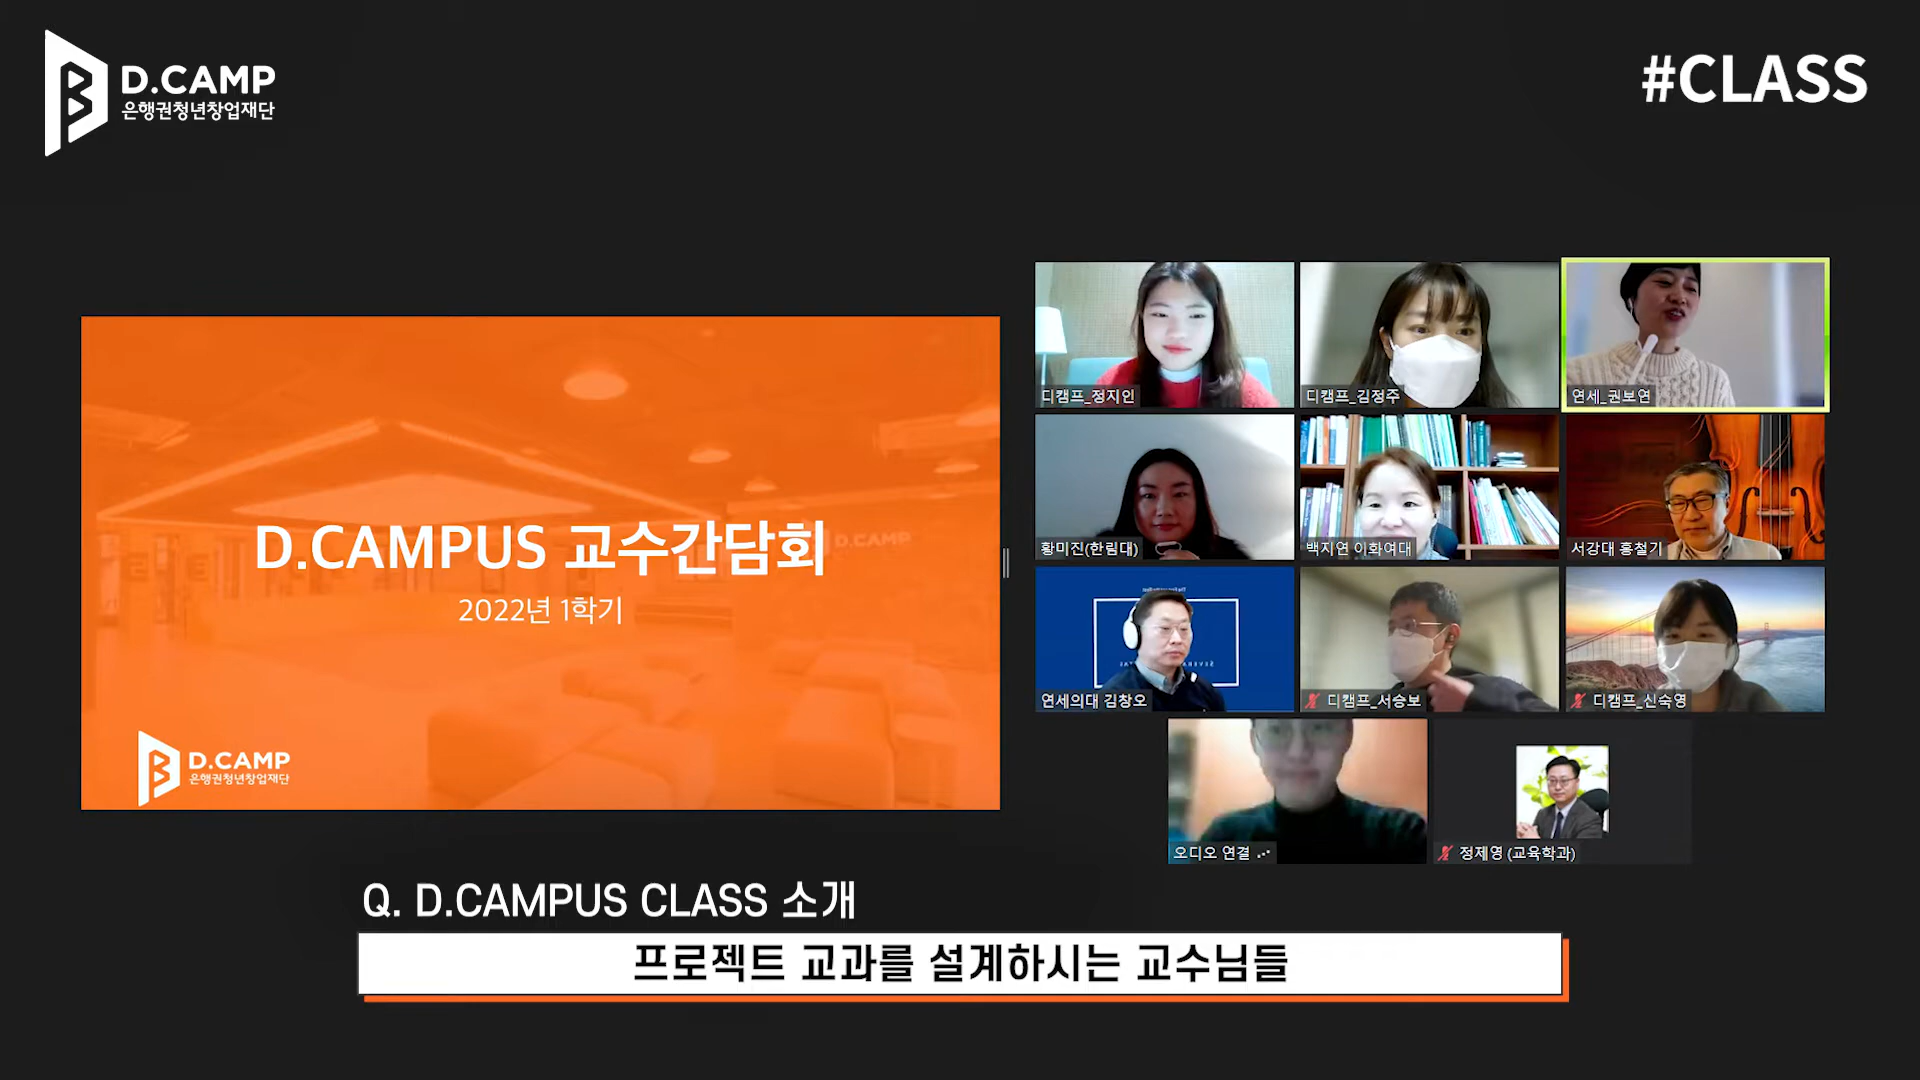 D.CAMP
은행권청년창업재단
#CLASS
D.CAMPUS 교수간담회
2022년 1학기
D.CAMP
D.CAMP
은행권청년창업재단
디캠프_정지인
디캠프_김정주
연세_권보연
황미진(한림대)
백지연 이화여대
서강대 홍철기
연세의대 김창오
디캠프_서승보
디캠프_신숙영
오디오 연결
정제영 (교육학과)
Q. D.CAMPUS CLASS 소개
프로젝트 교과를 설계하시는 교수님들